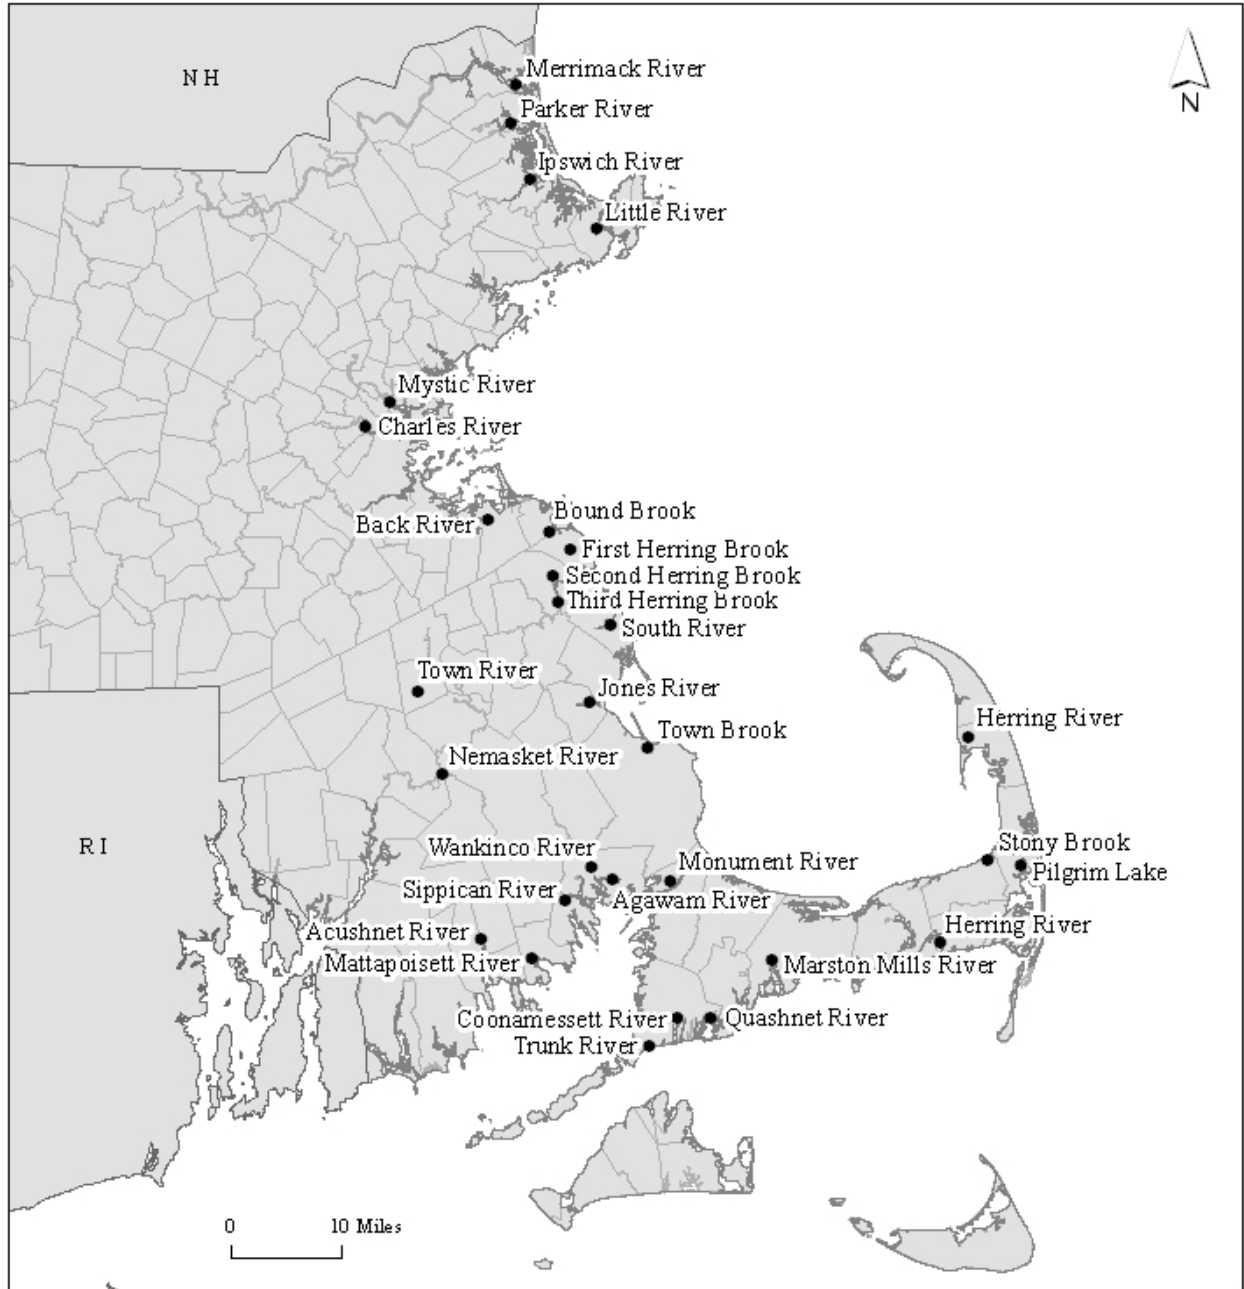 Merrimack River
NH
N
Parker River
Ipswich River
Little River
Mystic River
Charles River
Bound Brook
Back River
First Herring Brook
Second Herring Brook
Third Herring Brook
South River
Town River
Jones River
Herring River
Town Brook
Nemasket River
Stony Brook
RI
Wankinco River
Monument River
Pilgrim Lake
Sippican River
Agawam River
Herring River
Acushnet River
Mattapoisett River
Marston Mills River
Coonamessett River
Quashnet River
Trunk River
0 10 Miles